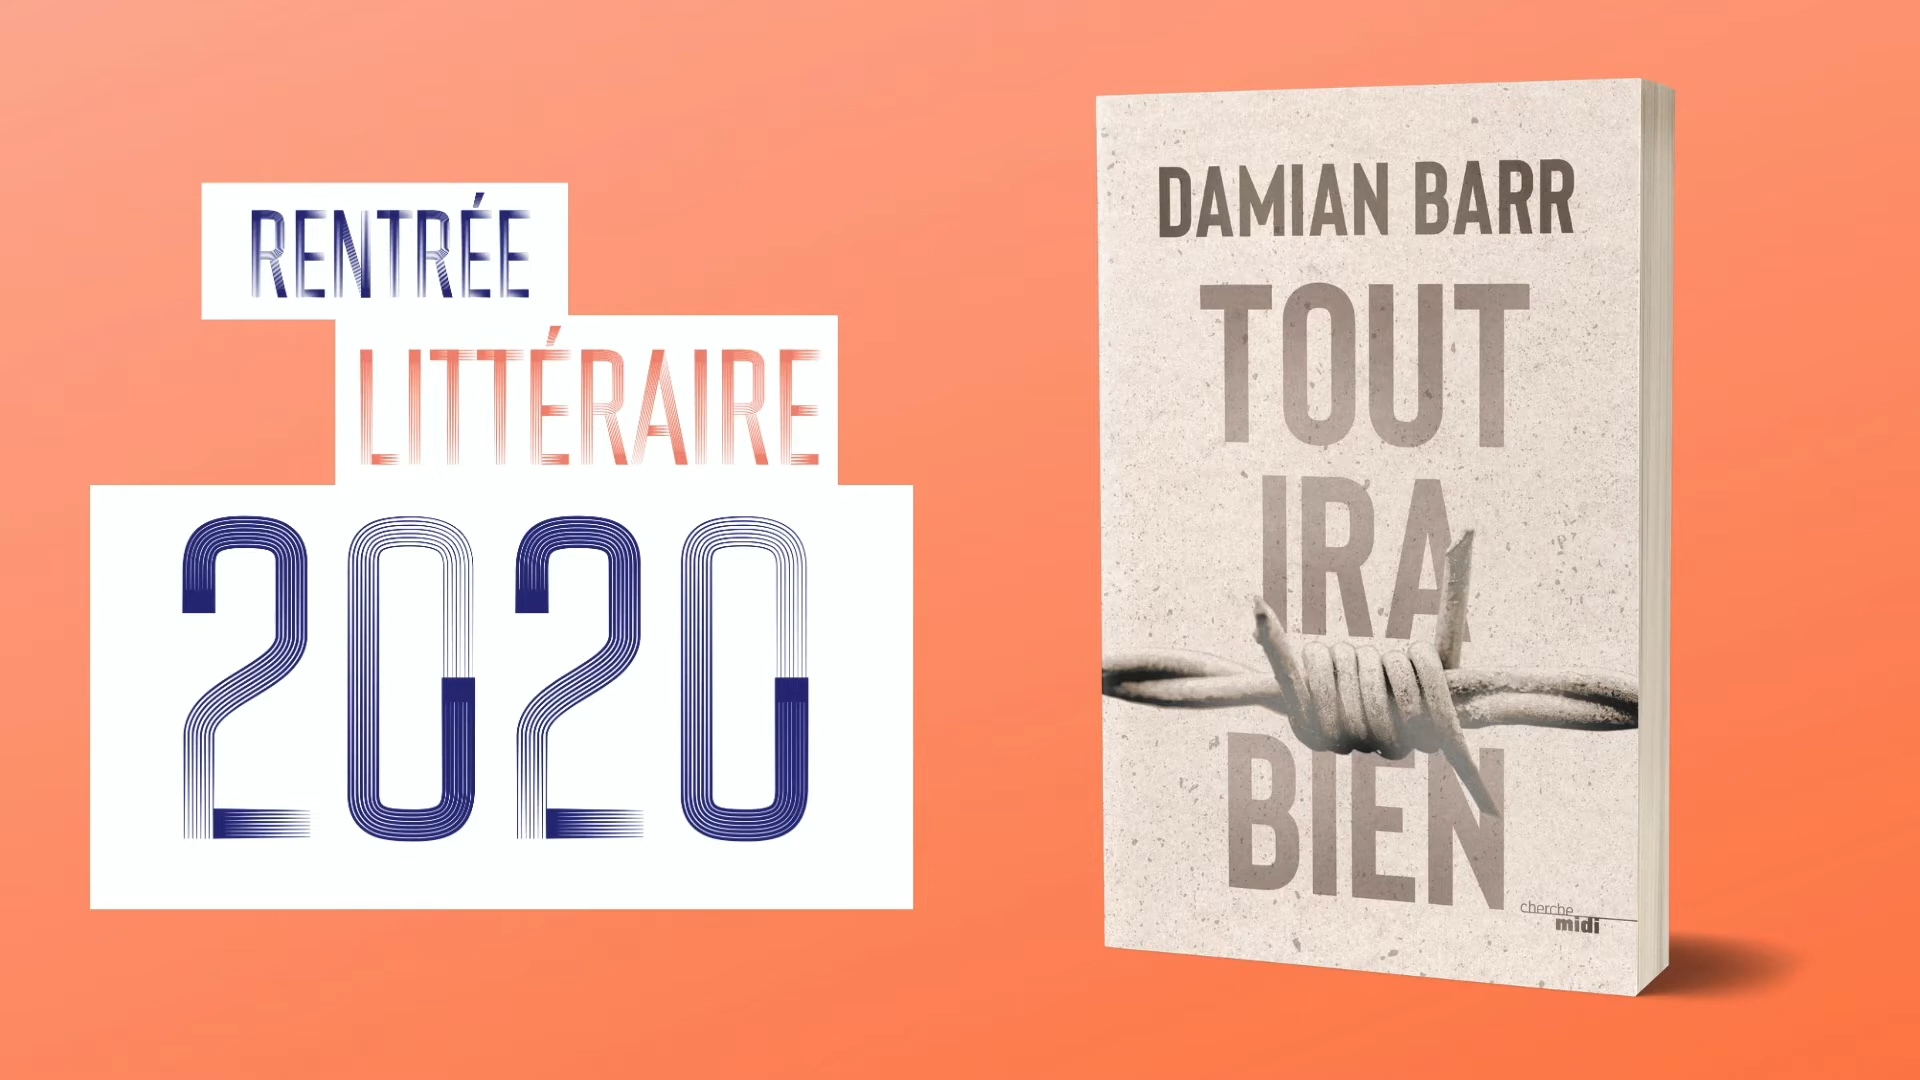 RENTRÉE
LITTÉRAIRE
2020
DAMIAN BARR
TOUT
IRA
BIEN
cherche
midi